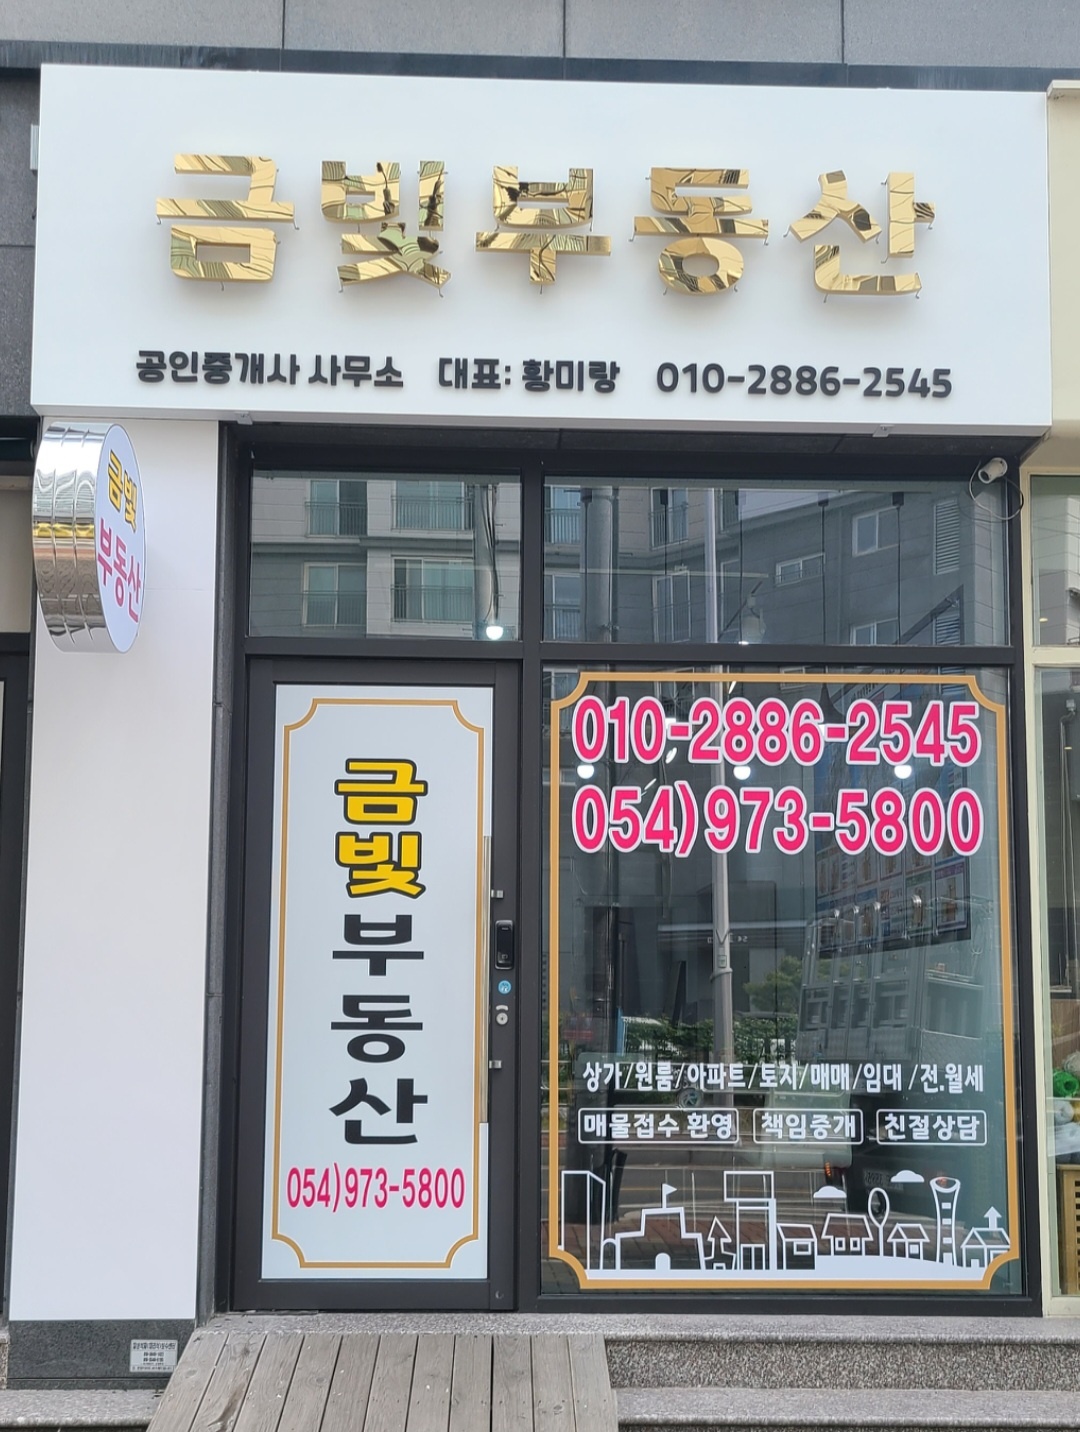 금빛부동산
공인중개사 사무소 대표: 황미랑 010-2886-2545
금빛
부동산
금빛부동산
054)973-5800
010-2886-2545
054)973-5800
상가/원룸/아파트/토지/매매/임대/전.월세
매물접수 환영 책임중개 친절상담